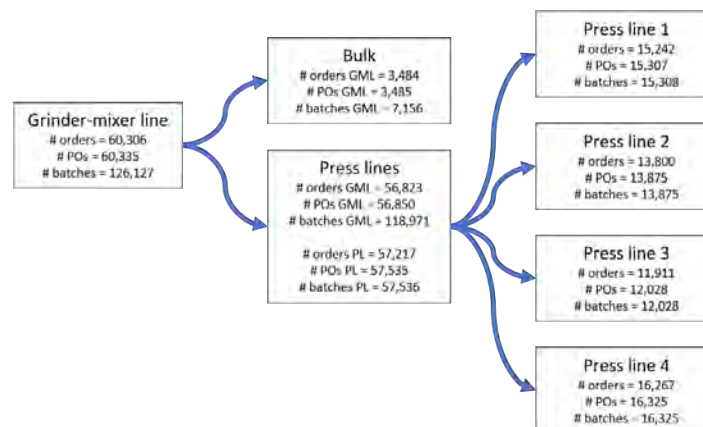 Grinder-mixer line
# orders = 60,306
# POs = 60,335
# batches = 126,127
Bulk
# orders GML = 3,484
# POs GML = 3,485
# batches GML = 7,156
Press lines
# orders GML = 56,823
# POs GML = 56,850
# batches GML = 118,971
# orders PL = 57,217
# POs PL = 57,535
# batches PL = 57,536
Press line 1
# orders = 15,242
# POs = 15,307
# batches = 15,308
Press line 2
# orders = 13,800
# POs = 13,875
# batches = 13,875
Press line 3
# orders = 11,911
# POs = 12,028
# batches = 12,028
Press line 4
# orders = 16,267
# POs = 16,325
# batches = 16,325